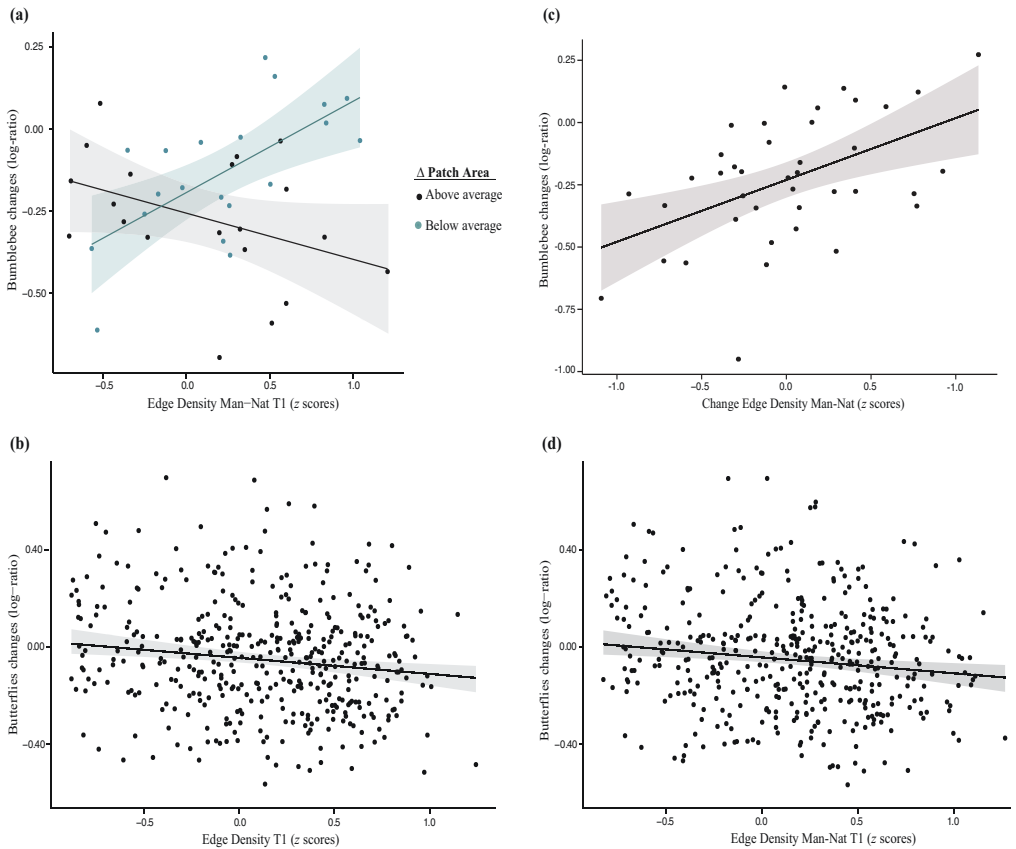 (a)
0.25
0.00
−0.25
−0.50
Bumblebee changes (log-ratio)
−0.5 0.0 0.5 1.0
Edge Density Man−Nat T1 (z scores)
Δ Patch Area
Above average
Below average
(c)
0.25
0.00
-0.25
-0.50
-0.75
-1.00
Bumblebee changes (log-ratio)
-1.0 -0.5 0.0 0.5 -1.0
Change Edge Density Man-Nat (z scores)
(b)
0.40
0.00
−0.40
Butterflies changes (log−ratio)
−0.5 0.0 0.5 1.0
Edge Density T1 (z scores)
(d)
0.40
0.00
−0.40
Butterflies changes (log−ratio)
−0.5 0.0 0.5 1.0
Edge Density Man-Nat T1 (z scores)